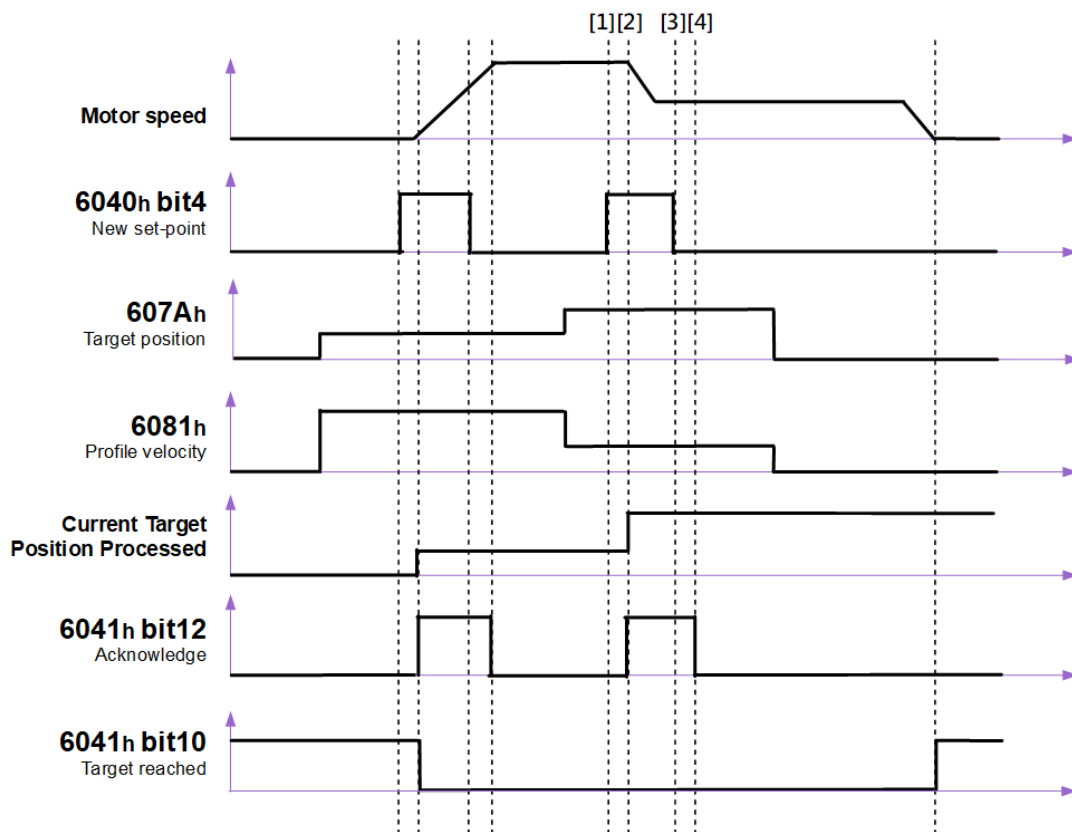 [1][2] [3][4]
Motor speed
6040h bit4
New set-point
607Ah
Target position
6081h
Profile velocity
Current Target
Position Processed
6041h bit12
Acknowledge
6041h bit10
Target reached